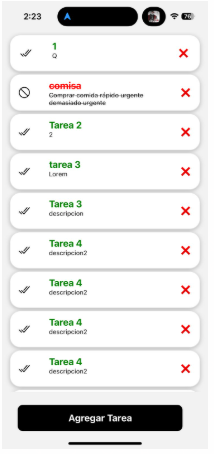 2:23
1
Q
comisa
Comprar comida rápido urgente
demasiado urgente
Tarea 2
2
tarea 3
Lorem
Tarea 3
descripcion
Tarea 4
descripcion2
Tarea 4
descripcion2
Tarea 4
descripcion2
Tarea 4
descripcion2
Agregar Tarea